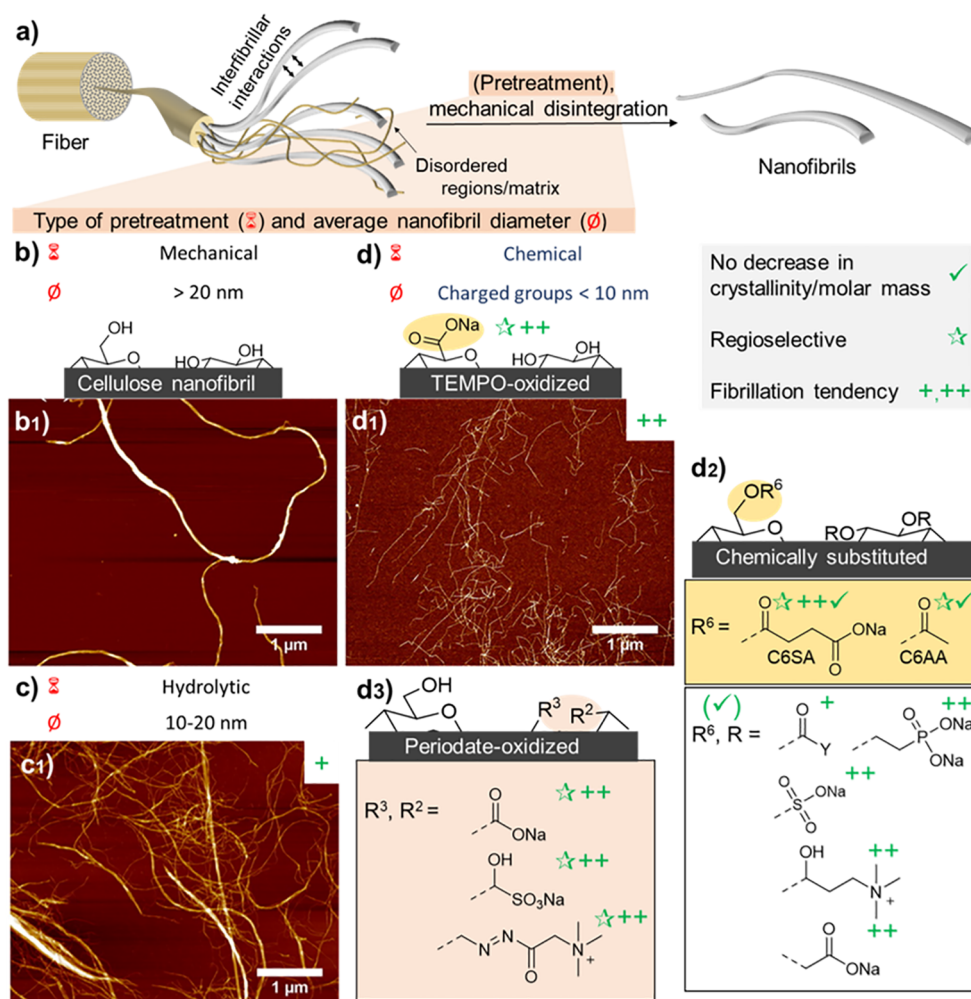 a)
Fiber
Interfibrillar
interactions
(Pretreatment),
mechanical disintegration
Disordered
regions/matrix
Nanofibrils
Type of pretreatment (⌛) and average nanofibril diameter (Ø)
b) ⌛ Mechanical
Ø > 20 nm
OH
O HO OH
Cellulose nanofibril
b1)
1 µm
c) ⌛ Hydrolytic
Ø 10-20 nm
c1) +
1 µm
d) ⌛ Chemical
Ø Charged groups < 10 nm
O ONa ☆++
O HO OH
TEMPO-oxidized
d1) ++
1 µm
No decrease in
crystallinity/molar mass ✓
Regioselective ☆
Fibrillation tendency +,++
d2)
OR⁶
O RO OR
Chemically substituted
☆++✓ ☆✓
R⁶ = O ONa O
C6SA O C6AA
(✓) + ++
R⁶, R = O Y O ONa P ONa
++
O ONa S O
OH ++
N +
++
O ONa
d3) OH
O R³ R²
Periodate-oxidized
R³, R² = O ☆++
ONa
OH ☆++
SO₃Na
☆++
N N O N +